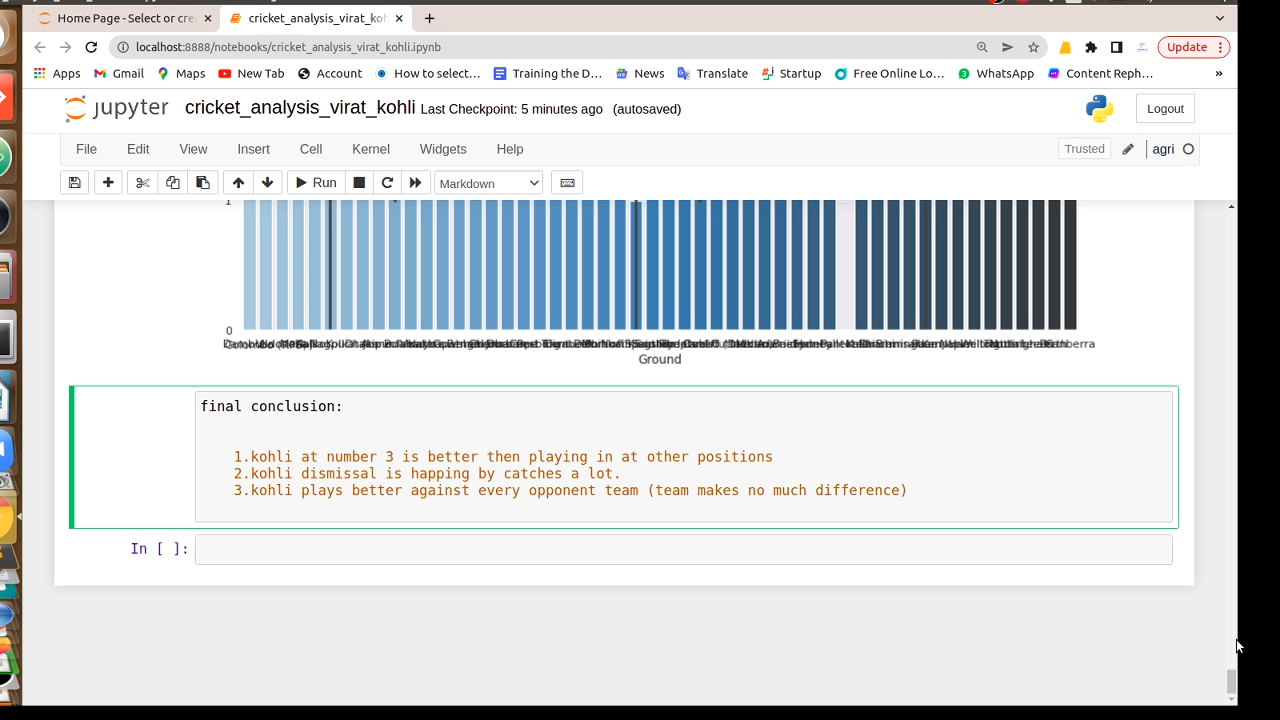 Home Page - Select or cre
cricket_analysis_virat_koh
localhost:8888/notebooks/cricket_analysis_virat_kohli.ipynb
Apps Gmail Maps New Tab Account How to select... Training the D... News Translate Startup Free Online Lo... WhatsApp Content Reph... »
Update
jupyter cricket_analysis_virat_kohli Last Checkpoint: 5 minutes ago (autosaved)
Logout
File Edit View Insert Cell Kernel Widgets Help
Trusted agri
Run Markdown
1
0
Ground
final conclusion:
1.kohli at number 3 is better then playing in at other positions
2.kohli dismissal is happing by catches a lot.
3.kohli plays better against every opponent team (team makes no much difference)
In [ ]: